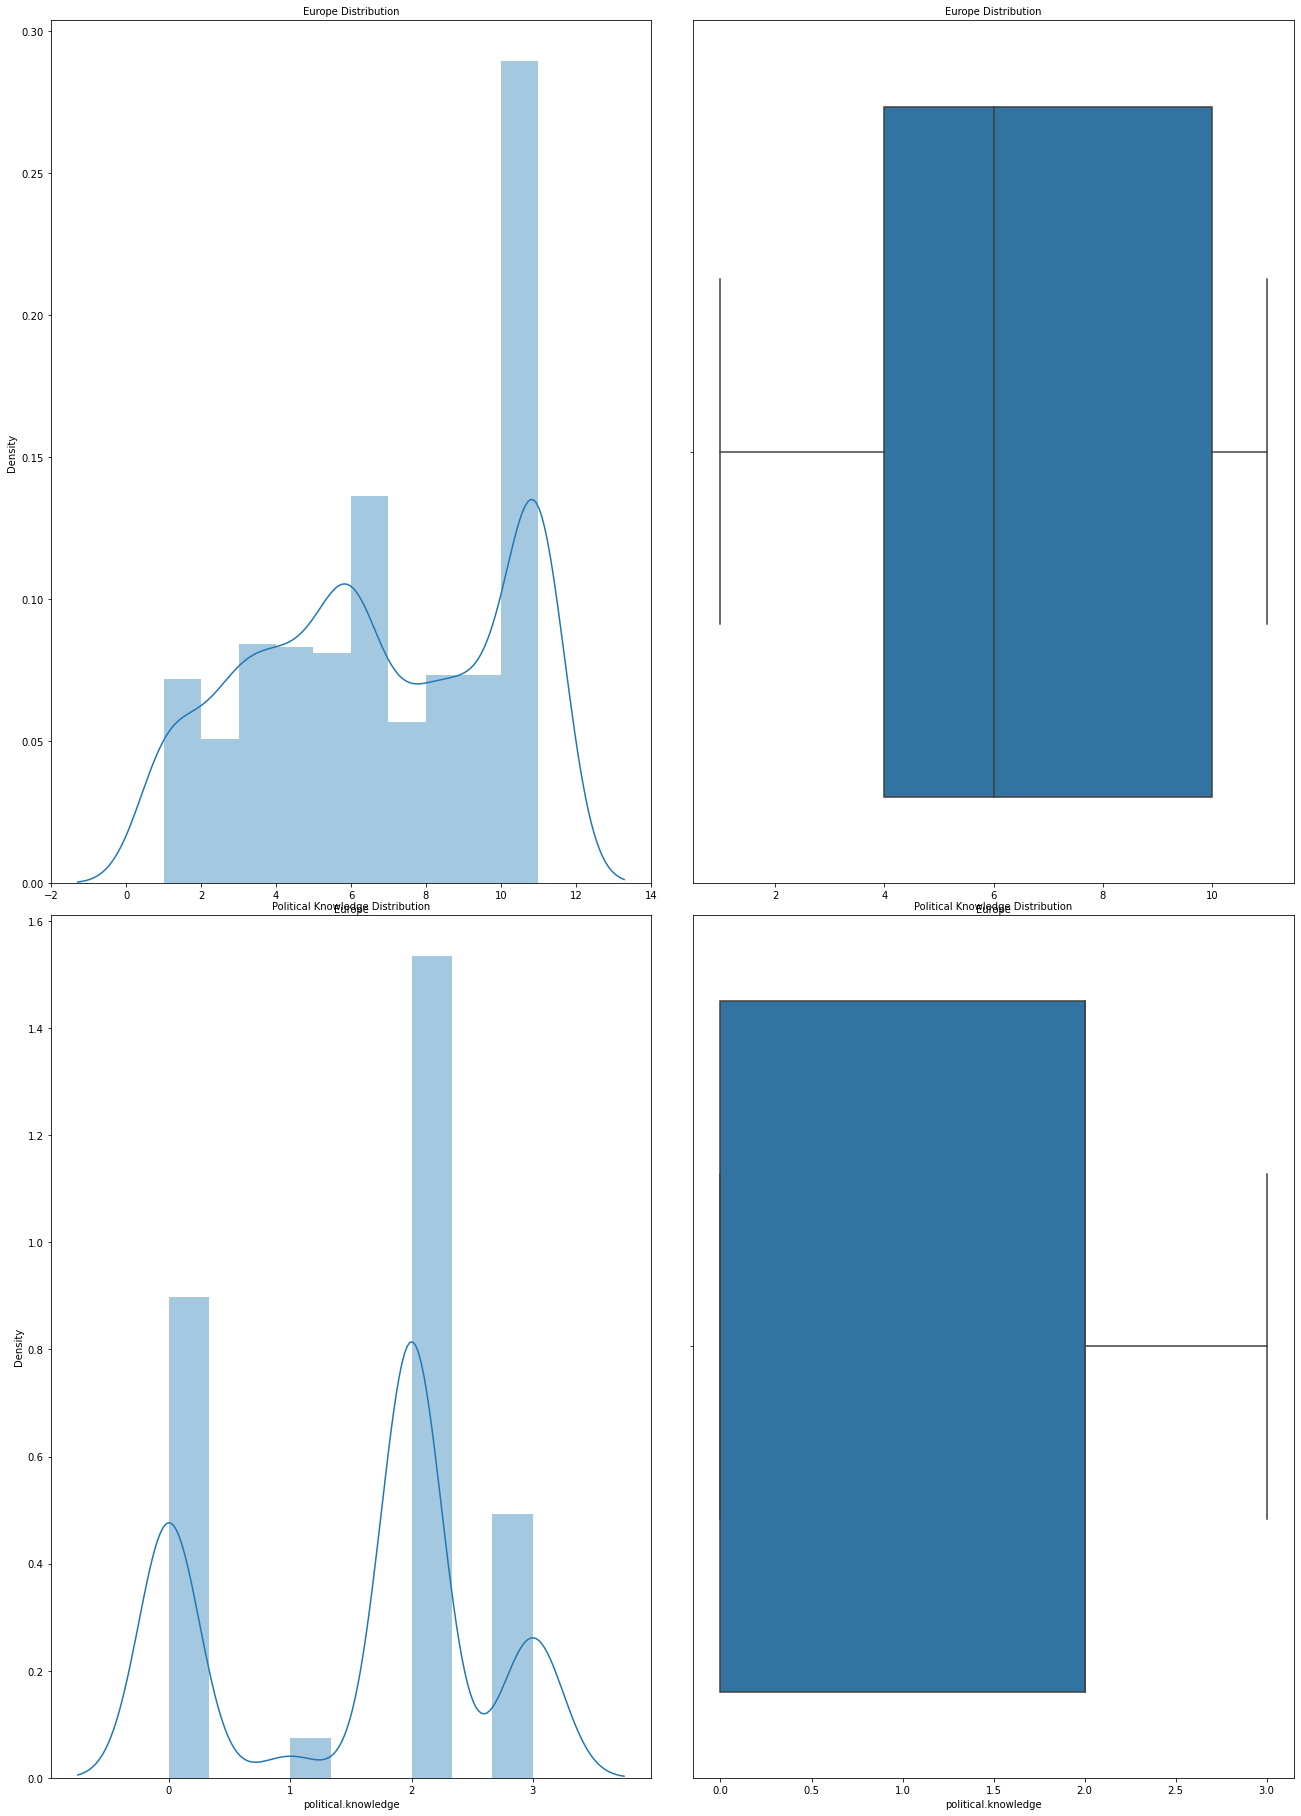 Europe Distribution
Europe Distribution
0.30
0.25
0.20
0.15
0.10
0.05
0.00
Density
−2 0 2 4 6 8 10 12 14
Europe
2 4 6 8 10
Europe
Political Knowledge Distribution
Political Knowledge Distribution
1.6
1.4
1.2
1.0
0.8
0.6
0.4
0.2
0.0
Density
0 1 2 3
political.knowledge
0.0 0.5 1.0 1.5 2.0 2.5 3.0
political.knowledge